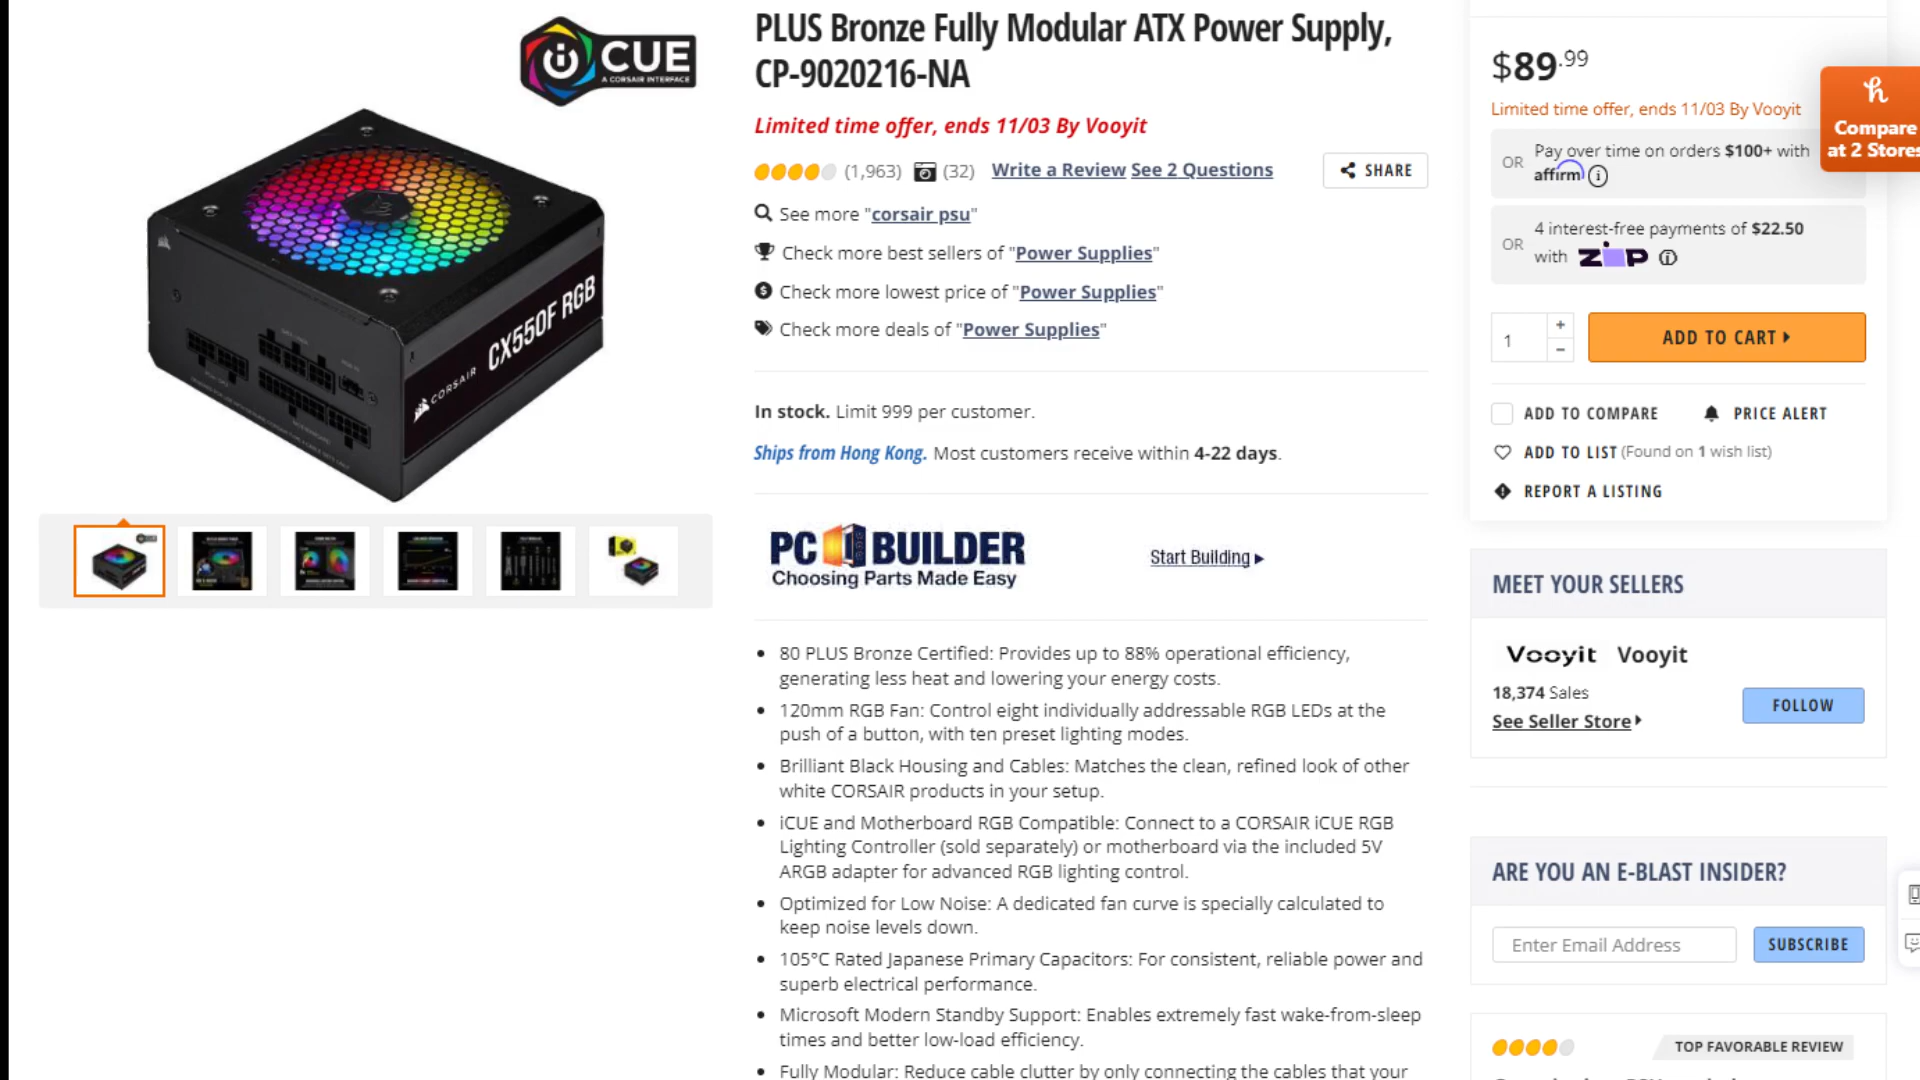 iCUE
A CORSAIR INTERFACE
CORSAIR CX550F RGB
PLUS Bronze Fully Modular ATX Power Supply,
CP-9020216-NA
Limited time offer, ends 11/03 By Vooyit
(1,963) (32) Write a Review See 2 Questions
SHARE
See more "corsair psu"
Check more best sellers of "Power Supplies"
Check more lowest price of "Power Supplies"
Check more deals of "Power Supplies"
In stock. Limit 999 per customer.
Ships from Hong Kong. Most customers receive within 4-22 days.
PC BUILDER
Choosing Parts Made Easy
Start Building
80 PLUS Bronze Certified: Provides up to 88% operational efficiency,
generating less heat and lowering your energy costs.
120mm RGB Fan: Control eight individually addressable RGB LEDs at the
push of a button, with ten preset lighting modes.
Brilliant Black Housing and Cables: Matches the clean, refined look of other
white CORSAIR products in your setup.
iCUE and Motherboard RGB Compatible: Connect to a CORSAIR iCUE RGB
Lighting Controller (sold separately) or motherboard via the included 5V
ARGB adapter for advanced RGB lighting control.
Optimized for Low Noise: A dedicated fan curve is specially calculated to
keep noise levels down.
105°C Rated Japanese Primary Capacitors: For consistent, reliable power and
superb electrical performance.
Microsoft Modern Standby Support: Enables extremely fast wake-from-sleep
times and better low-load efficiency.
Fully Modular: Reduce cable clutter by only connecting the cables that your
$89.99
Limited time offer, ends 11/03 By Vooyit
OR Pay over time on orders $100+ with
affirm
OR 4 interest-free payments of $22.50
with ZIP
1 + −
ADD TO CART
ADD TO COMPARE
PRICE ALERT
ADD TO LIST (Found on 1 wish list)
REPORT A LISTING
Compare
at 2 Stores
MEET YOUR SELLERS
Vooyit Vooyit
18,374 Sales
See Seller Store
FOLLOW
ARE YOU AN E-BLAST INSIDER?
Enter Email Address
SUBSCRIBE
TOP FAVORABLE REVIEW